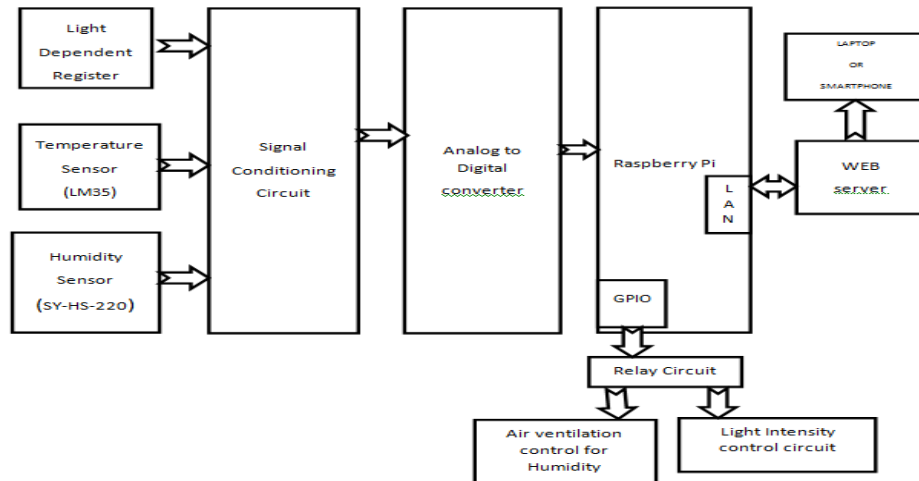 Light
Dependent
Register
Temperature
Sensor
(LM35)
Humidity
Sensor
(SY-HS-220)
Signal
Conditioning
Circuit
Analog to
Digital
converter
Raspberry Pi
L
A
N
GPIO
LAPTOP
OR
SMARTPHONE
WEB
server
Relay Circuit
Air ventilation
control for
Humidity
Light Intensity
control circuit